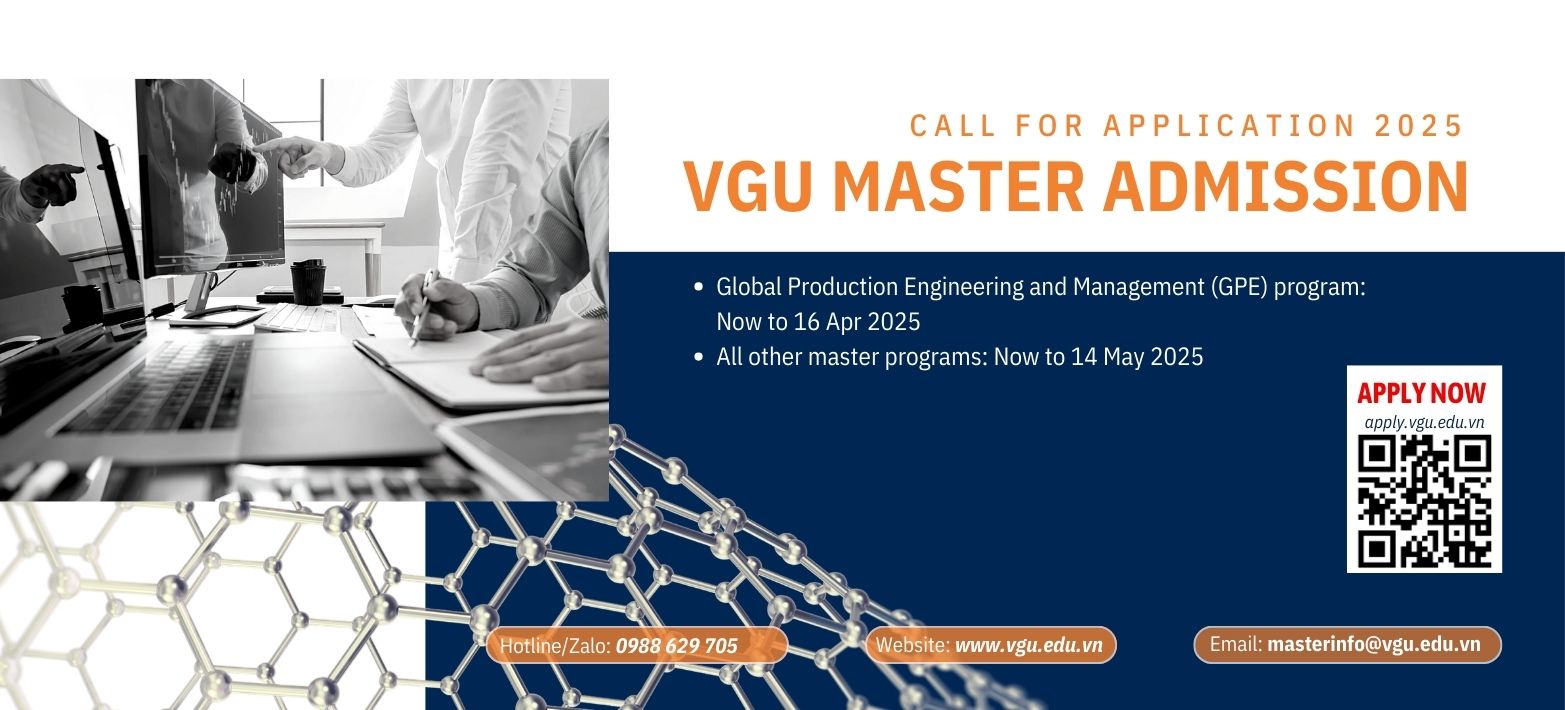 CALL FOR APPLICATION 2025
VGU MASTER ADMISSION
• Global Production Engineering and Management (GPE) program:
Now to 16 Apr 2025
• All other master programs: Now to 14 May 2025
APPLY NOW
apply.vgu.edu.vn
Hotline/Zalo: 0988 629 705
Website: www.vgu.edu.vn
Email: masterinfo@vgu.edu.vn